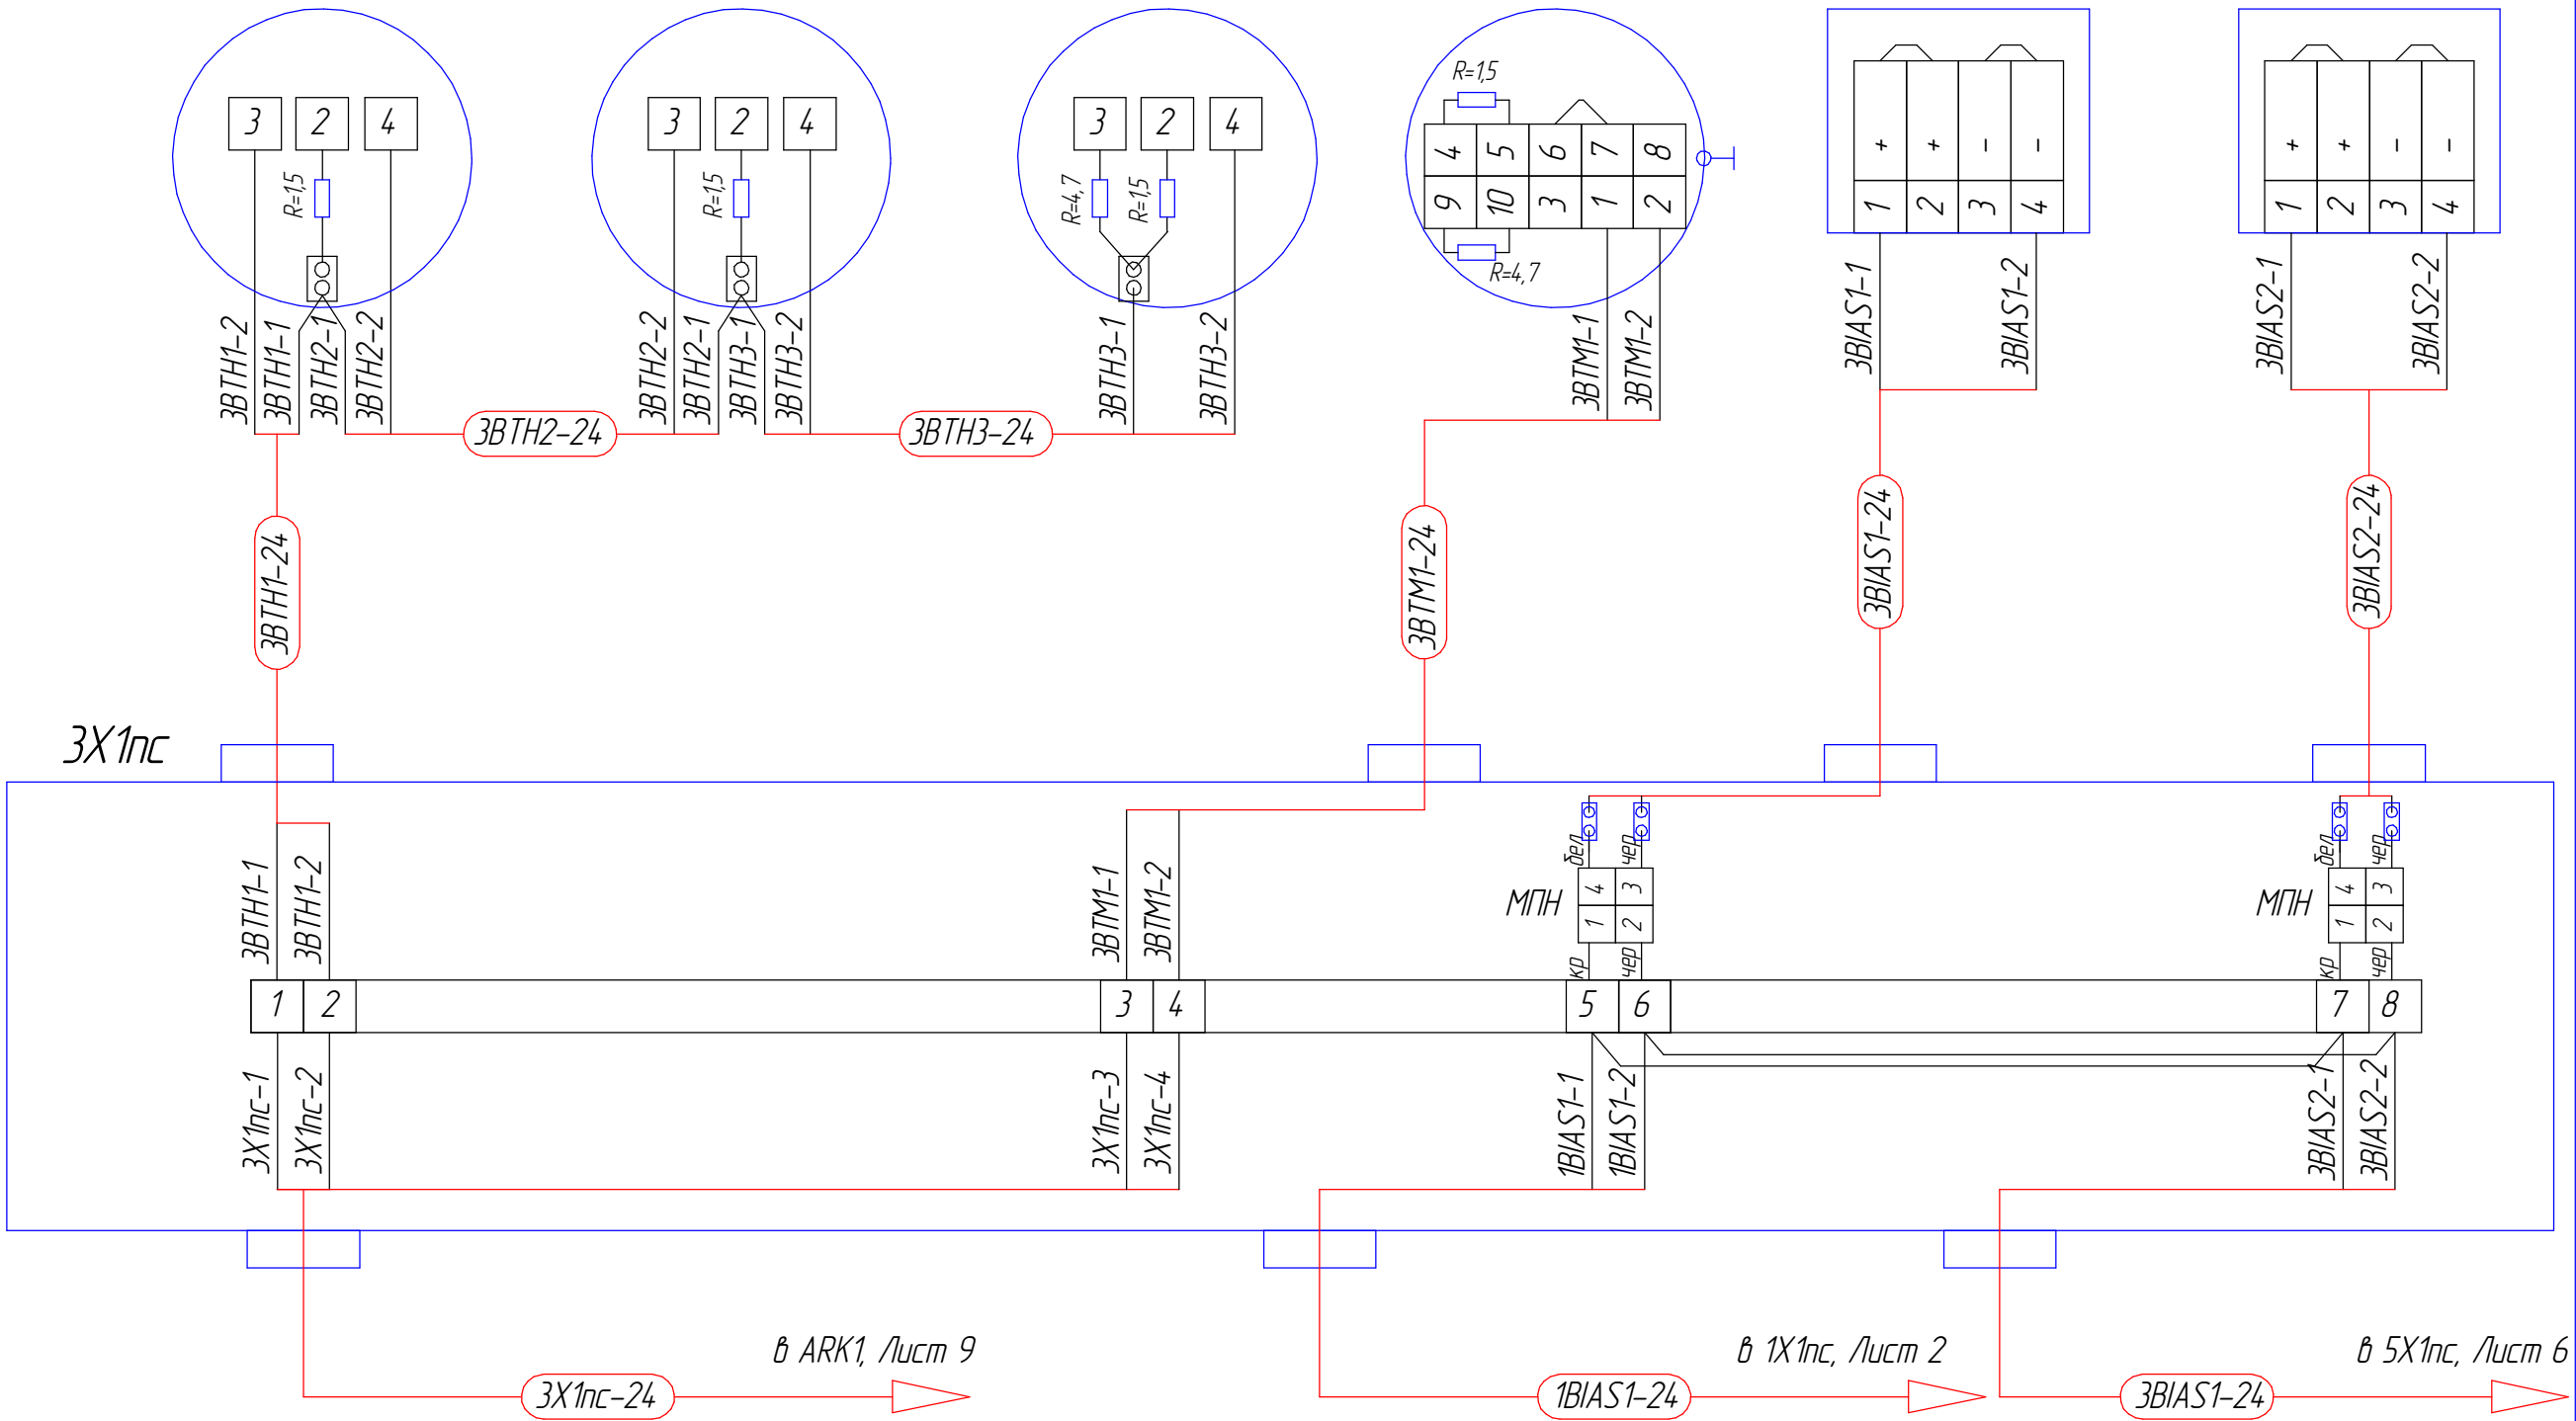 3 2 4
R=1,5
3BTH1-2
3BTH1-1
3BTH2-1
3BTH2-2
3BTH2-24
3 2 4
R=1,5
3BTH2-2
3BTH2-1
3BTH3-1
3BTH3-2
3BTH3-24
3 2 4
R=4,7
R=1,5
3BTH3-1
3BTH3-2
R=1,5
4 5 6 7 8
9 10 3 1 2
R=4,7
3BTM1-1
3BTM1-2
+ + - -
1 2 3 4
3BIAS1-1
3BIAS1-2
+ + - -
1 2 3 4
3BIAS2-1
3BIAS2-2
3BTH1-24
3BTM1-24
3BIAS1-24
3BIAS2-24
3X1пс
3BTH1-1
3BTH1-2
3BTM1-1
3BTM1-2
бел
чер
МПН
4 3
1 2
кр
чер
бел
чер
МПН
4 3
1 2
кр
чер
1 2 3 4 5 6 7 8
3X1пс-1
3X1пс-2
3X1пс-3
3X1пс-4
1BIAS1-1
1BIAS1-2
3BIAS2-1
3BIAS2-2
в ARK1, Лист 9
3X1пс-24
в 1X1пс, Лист 2
1BIAS1-24
в 5X1пс, Лист 6
3BIAS1-24